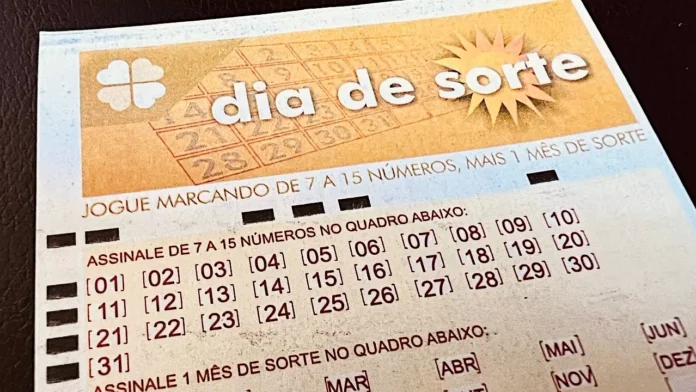 dia de sorte
JOGUE MARCANDO DE 7 A 15 NÚMEROS, MAIS 1 MÊS DE SORTE
ASSINALE DE 7 A 15 NÚMEROS NO QUADRO ABAIXO:
[01] [02] [03] [04] [05] [06] [07] [08] [09] [10]
[11] [12] [13] [14] [15] [16] [17] [18] [19] [20]
[21] [22] [23] [24] [25] [26] [27] [28] [29] [30]
[31]
ASSINALE 1 MÊS DE SORTE NO QUADRO ABAIXO:
[MAR] [ABR] [MAI] [JUN]
[NOV] [DEZ]